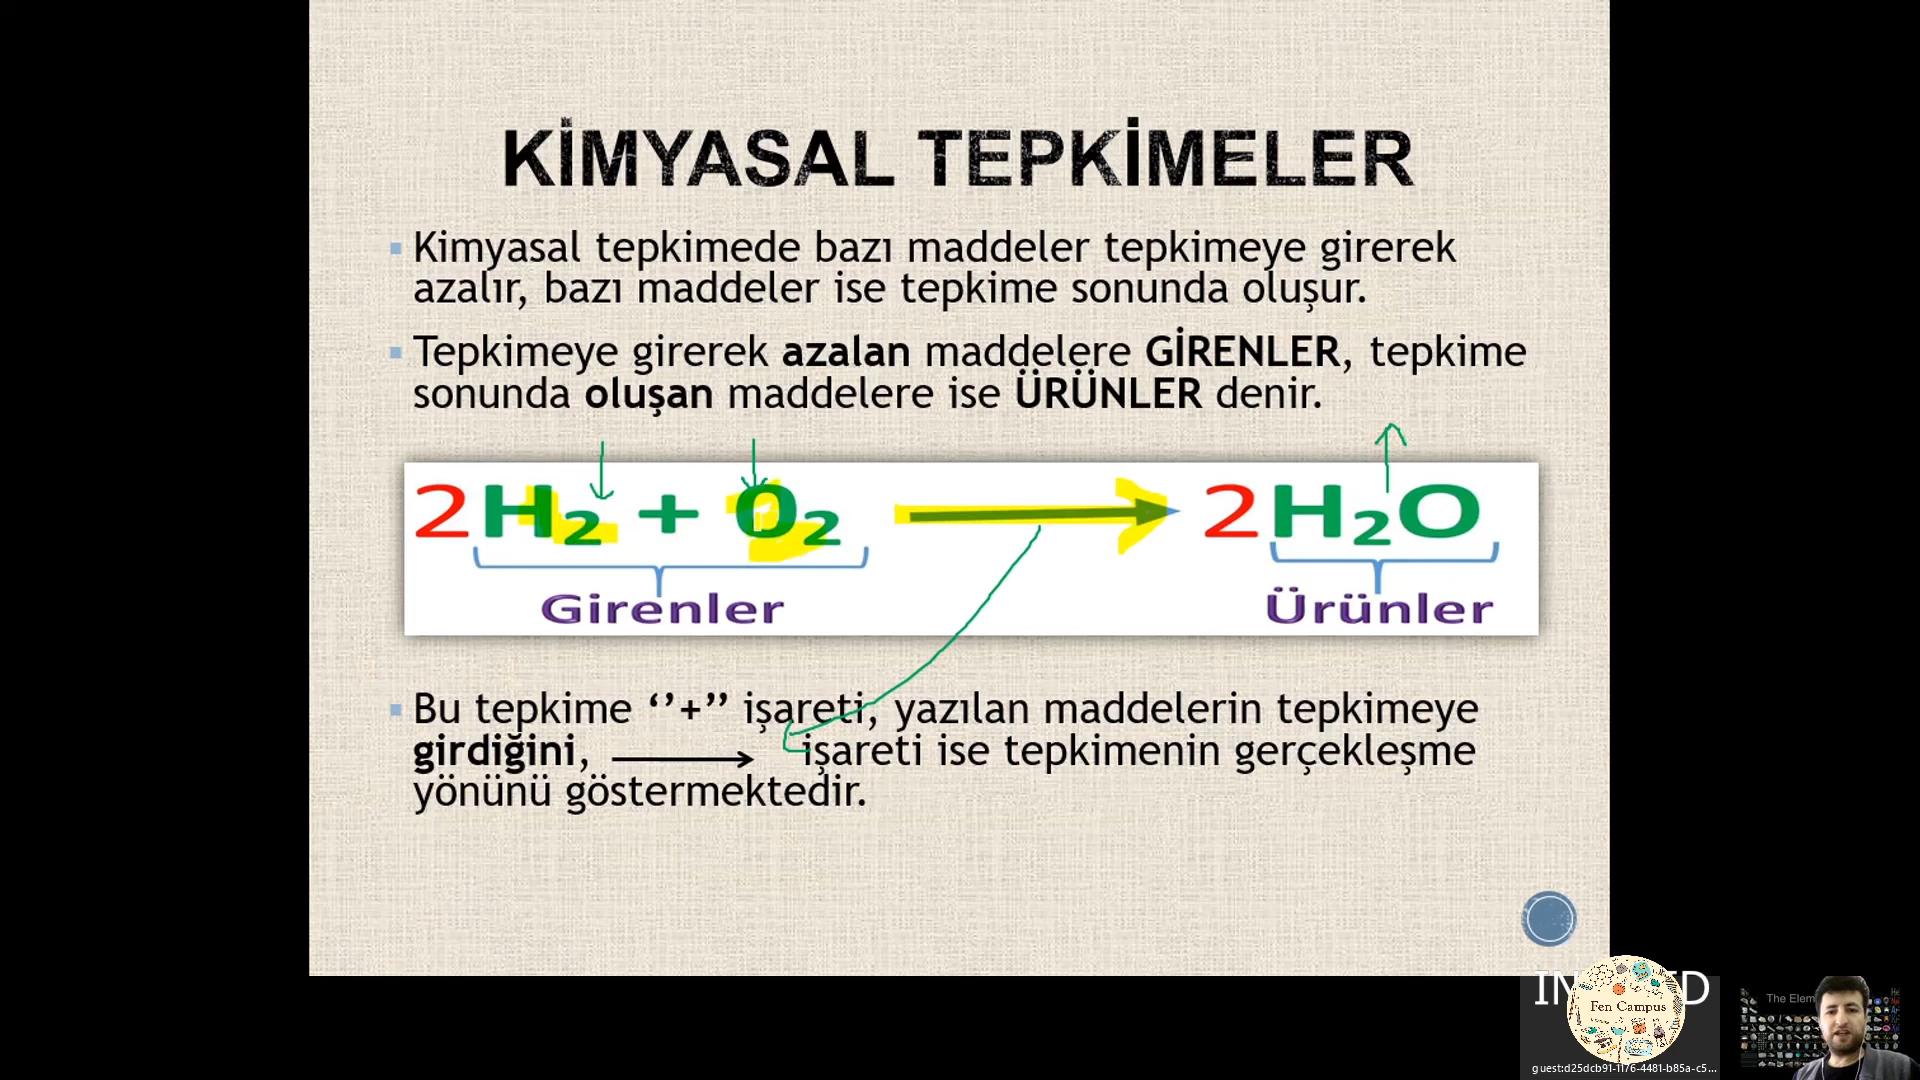 KİMYASAL TEPKİMELER
Kimyasal tepkimede bazı maddeler tepkimeye girerek
azalır, bazı maddeler ise tepkime sonunda oluşur.
Tepkimeye girerek azalan maddelere GİRENLER, tepkime
sonunda oluşan maddelere ise ÜRÜNLER denir.
2H₂ + O₂ → 2H₂O
Girenler Ürünler
Bu tepkime ‘’+’’ işareti, yazılan maddelerin tepkimeye
girdiğini, → işareti ise tepkimenin gerçekleşme
yönünü göstermektedir.
Fen Campus
guest:d25dcb91-1176-4481-b85a-c5...
The